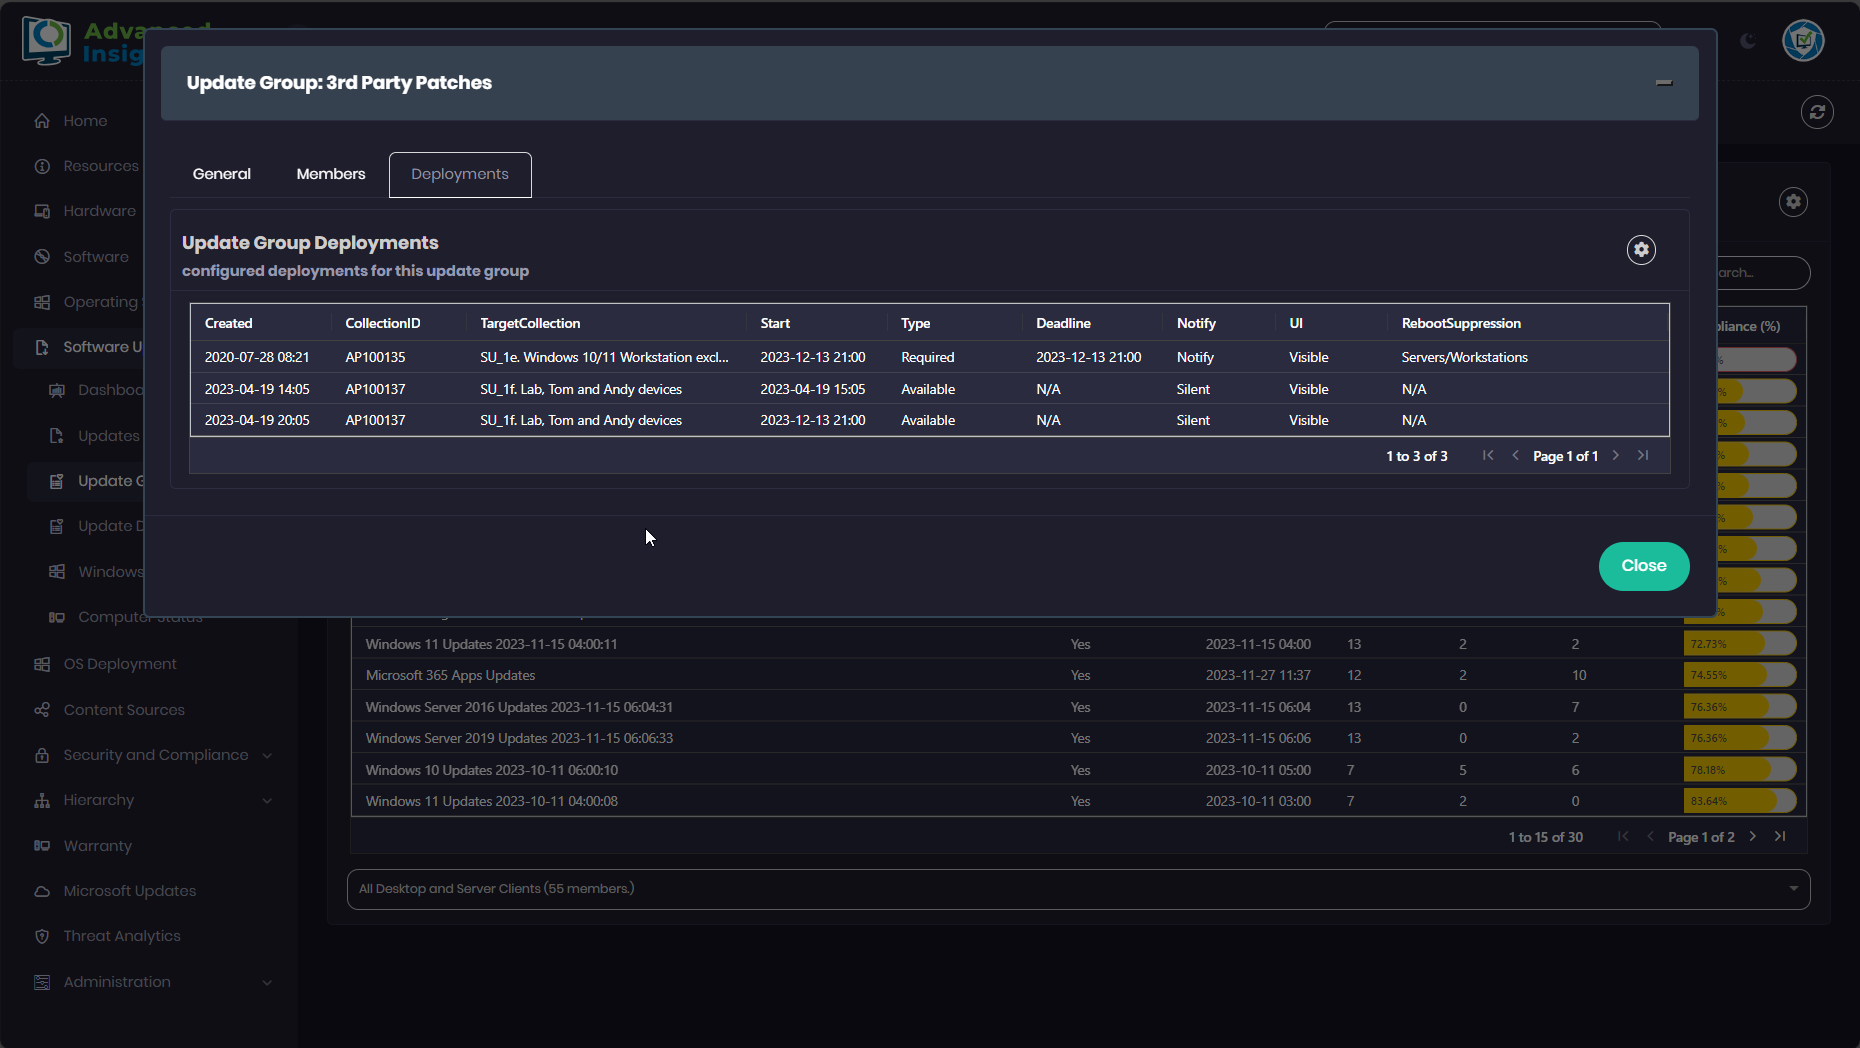 Advanced
Insig
Update Group: 3rd Party Patches
Home
Resources
Hardware
Software
Operating
Software U
Dashboa
Updates
Update G
Update D
Windows
Computer Status
OS Deployment
Content Sources
Security and Compliance
Hierarchy
Warranty
Microsoft Updates
Threat Analytics
Administration
General Members Deployments
Update Group Deployments
configured deployments for this update group
Created CollectionID TargetCollection Start Type Deadline Notify UI RebootSuppression
2020-07-28 08:21 AP100135 SU_1e. Windows 10/11 Workstation excl... 2023-12-13 21:00 Required 2023-12-13 21:00 Notify Visible Servers/Workstations
2023-04-19 14:05 AP100137 SU_1f. Lab, Tom and Andy devices 2023-04-19 15:05 Available N/A Silent Visible N/A
2023-04-19 20:05 AP100137 SU_1f. Lab, Tom and Andy devices 2023-12-13 21:00 Available N/A Silent Visible N/A
1 to 3 of 3 Page 1 of 1
Close
arch...
pliance (%)
%
%
%
%
%
%
%
%
%
Windows 11 Updates 2023-11-15 04:00:11 Yes 2023-11-15 04:00 13 2 2 72.73%
Microsoft 365 Apps Updates Yes 2023-11-27 11:37 12 2 10 74.55%
Windows Server 2016 Updates 2023-11-15 06:04:31 Yes 2023-11-15 06:04 13 0 7 76.36%
Windows Server 2019 Updates 2023-11-15 06:06:33 Yes 2023-11-15 06:06 13 0 2 76.36%
Windows 10 Updates 2023-10-11 06:00:10 Yes 2023-10-11 05:00 7 5 6 78.18%
Windows 11 Updates 2023-10-11 04:00:08 Yes 2023-10-11 03:00 7 2 0 83.64%
1 to 15 of 30 Page 1 of 2
All Desktop and Server Clients (55 members.)